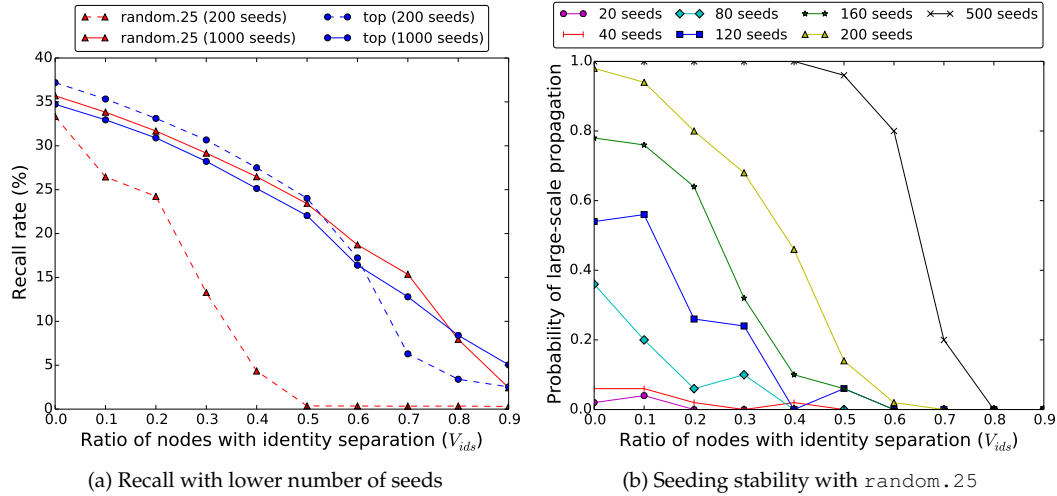 random.25 (200 seeds)
top (200 seeds)
random.25 (1000 seeds)
top (1000 seeds)
40
35
30
25
20
15
10
5
0
Recall rate (%)
0.0 0.1 0.2 0.3 0.4 0.5 0.6 0.7 0.8 0.9
Ratio of nodes with identity separation (V_ids)
(a) Recall with lower number of seeds
20 seeds
80 seeds
160 seeds
500 seeds
40 seeds
120 seeds
200 seeds
1.0
0.8
0.6
0.4
0.2
0.0
Probability of large-scale propagation
0.0 0.1 0.2 0.3 0.4 0.5 0.6 0.7 0.8 0.9
Ratio of nodes with identity separation (V_ids)
(b) Seeding stability with random.25